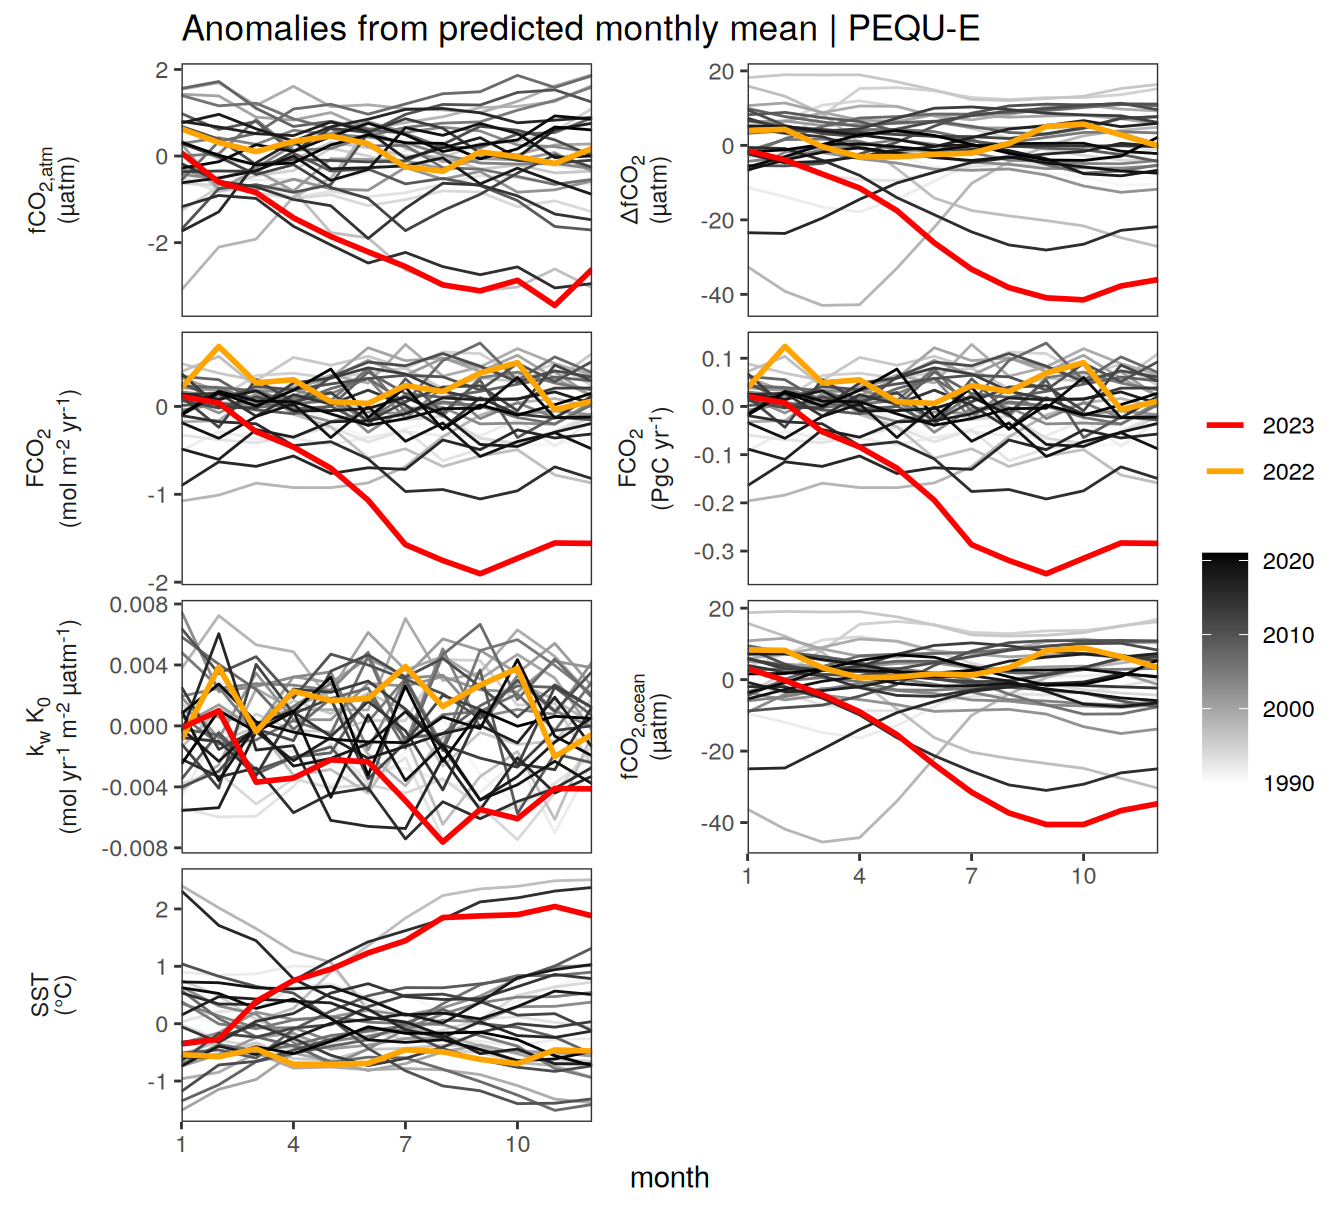 Anomalies from predicted monthly mean | PEQU-E
fCO2,atm
(µatm)
2
0
-2
ΔfCO2
(µatm)
20
0
-20
-40
FCO2
(mol m-2 yr-1)
0
-1
-2
FCO2
(PgC yr-1)
0.1
0.0
-0.1
-0.2
-0.3
kw K0
(mol yr-1 m-2 µatm-1)
0.008
0.004
0.000
-0.004
-0.008
fCO2,ocean
(µatm)
20
0
-20
-40
1
4
7
10
SST
(°C)
2
1
0
-1
1
4
7
10
month
2023
2022
2020
2010
2000
1990